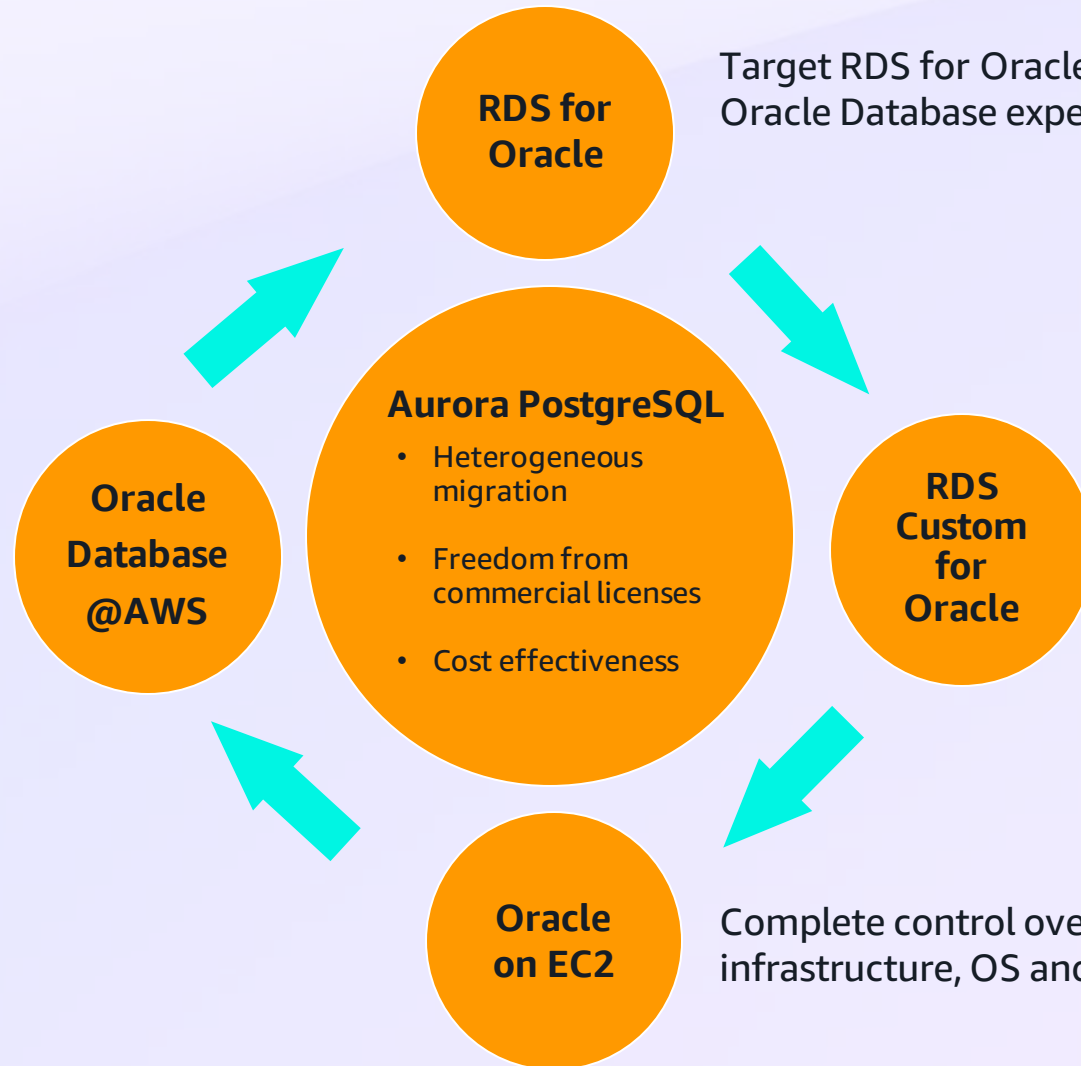 RDS for
Oracle
Target RDS for Oracle
Oracle Database expe
Aurora PostgreSQL
• Heterogeneous
migration
• Freedom from
commercial licenses
• Cost effectiveness
Oracle
Database
@AWS
RDS
Custom
for
Oracle
Oracle
on EC2
Complete control ove
infrastructure, OS and